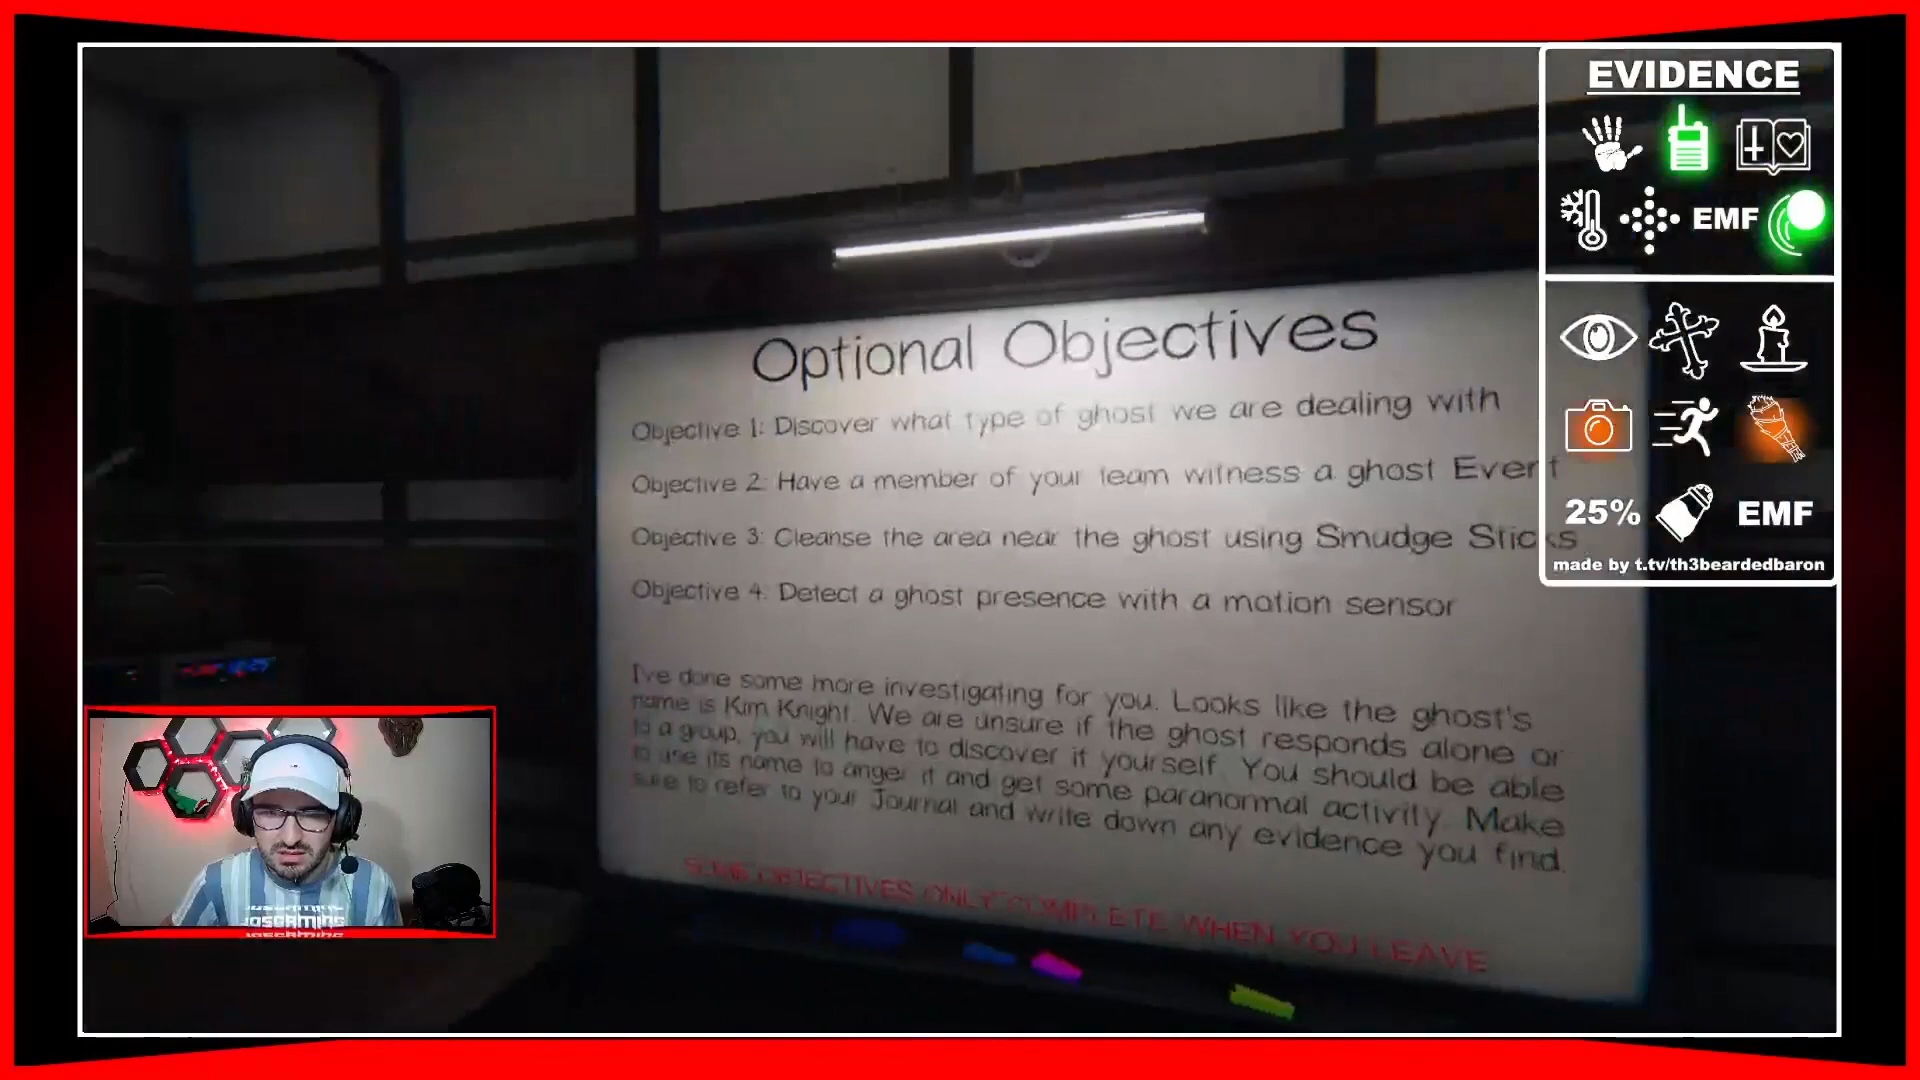 EVIDENCE
EMF
Optional Objectives
Objective 1: Discover what type of ghost we are dealing with
Objective 2: Have a member of your team witness a ghost Event
Objective 3: Cleanse the area near the ghost using Smudge Sticks
Objective 4: Detect a ghost presence with a motion sensor
25%
EMF
made by t.tv/th3beardedbaron
I've done some more investigating for you. Looks like the ghost's
name is Kim Knight. We are unsure if the ghost responds alone or
to a group, you will have to discover it yourself. You should be able
to use its name to anger it and get some paranormal activity. Make
sure to refer to your Journal and write down any evidence you find.
SOME OBJECTIVES ONLY COMPLETE WHEN YOU LEAVE
JOSGAMING